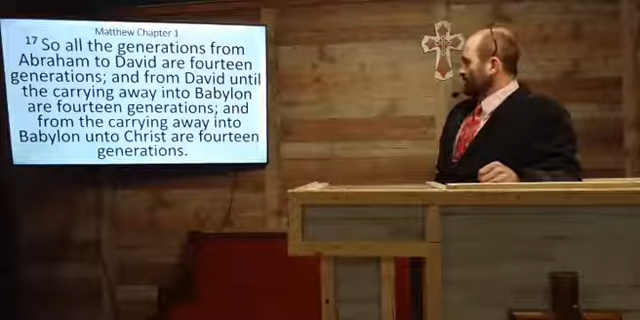 Matthew Chapter 1
17 So all the generations from
Abraham to David are fourteen
generations; and from David until
the carrying away into Babylon
are fourteen generations; and
from the carrying away into
Babylon unto Christ are fourteen
generations.